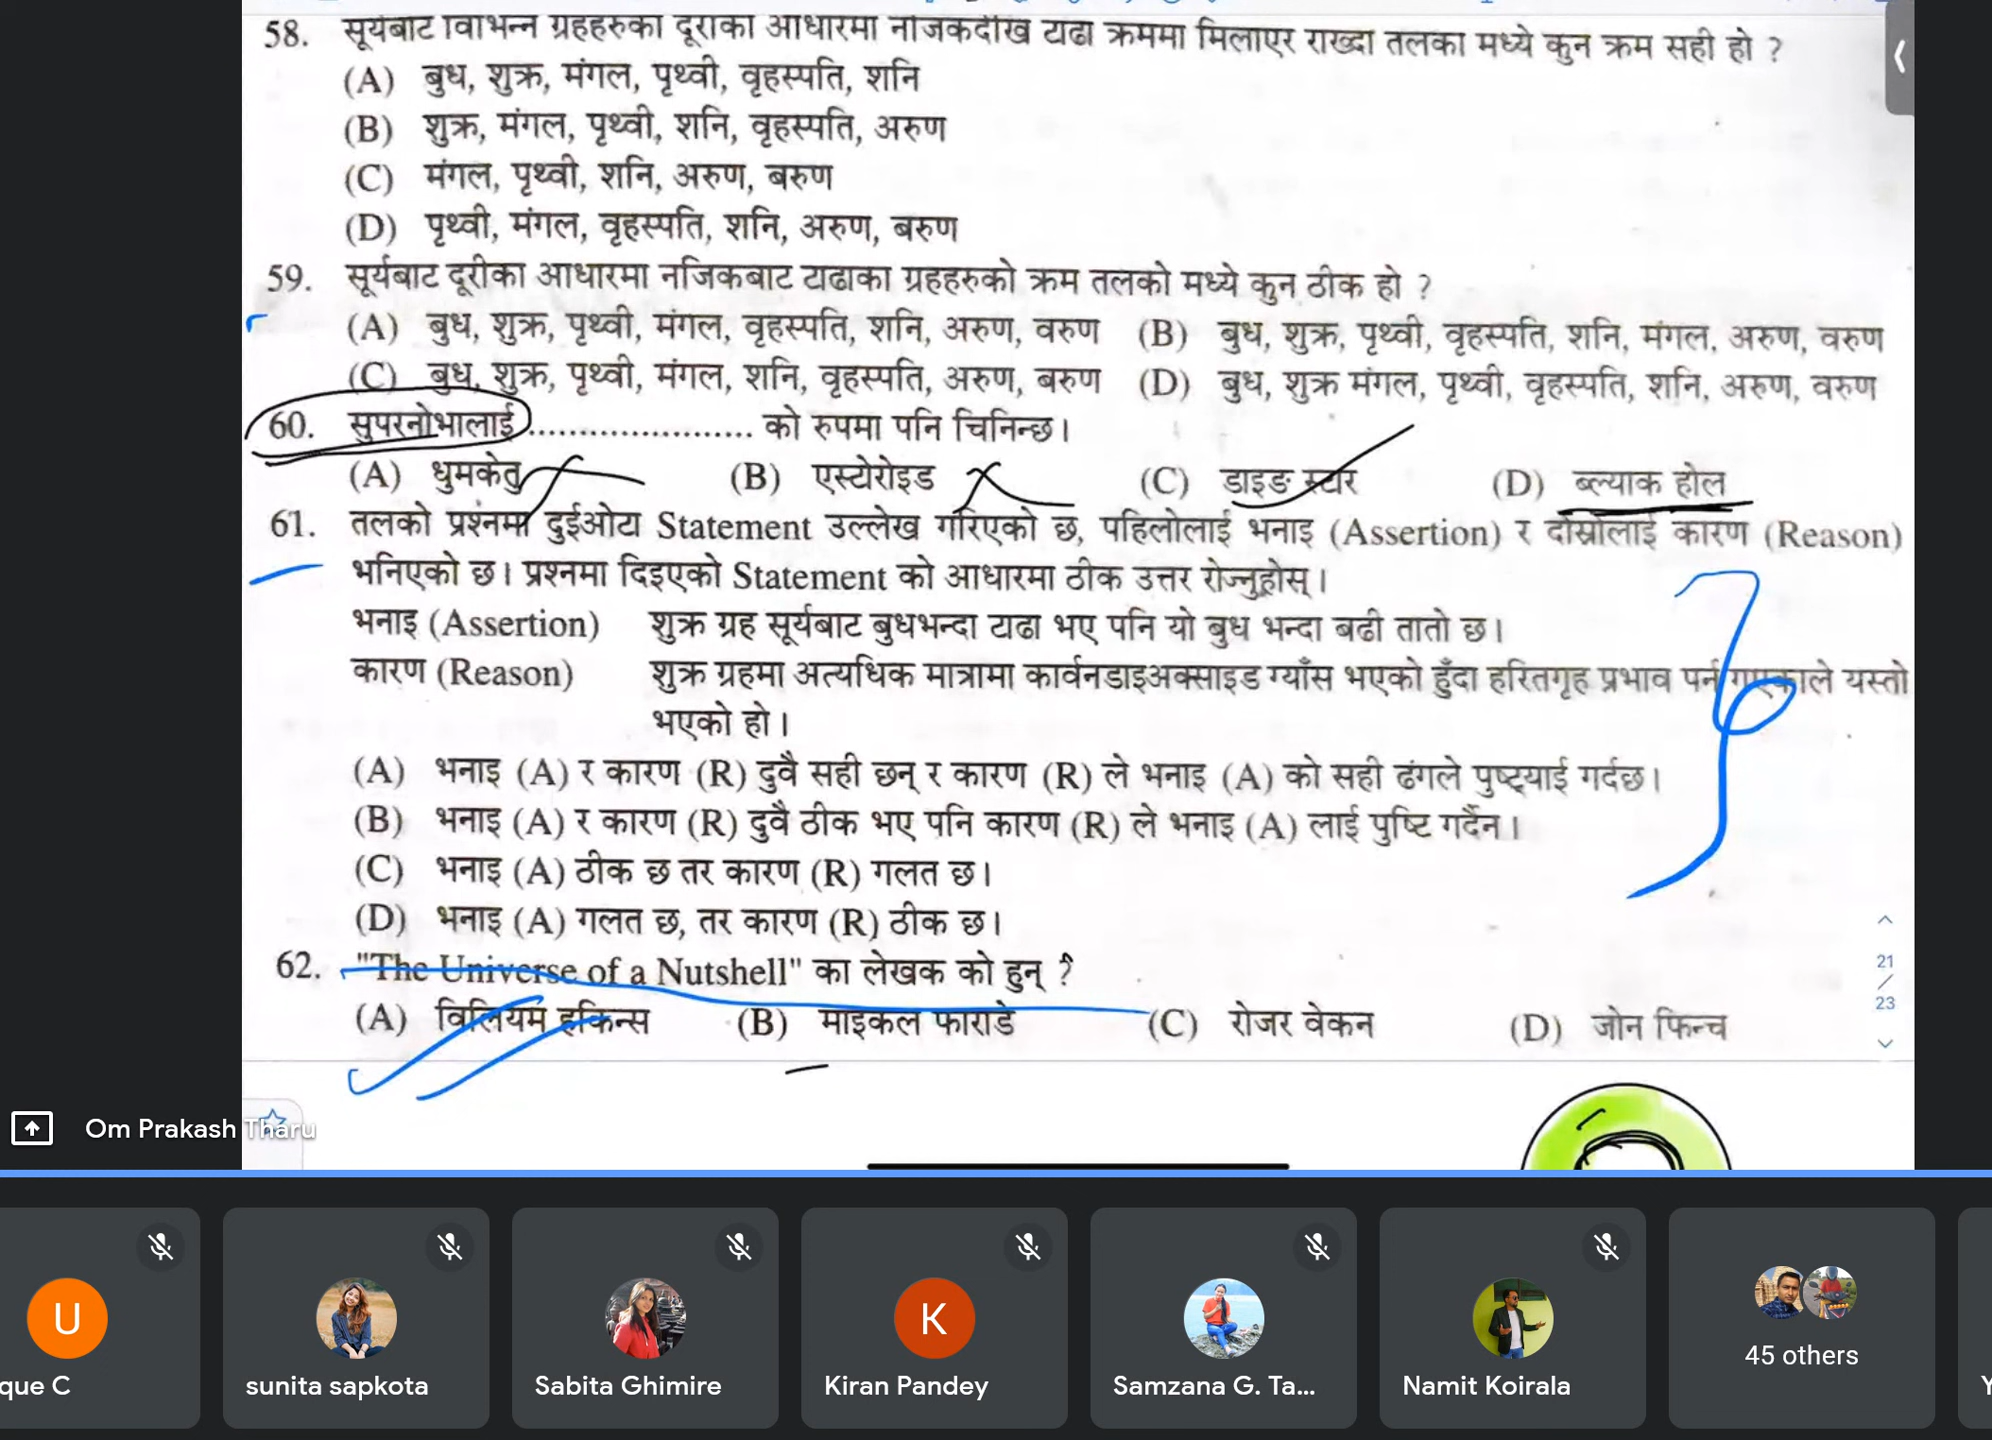 58. सूर्यबाट विभिन्न ग्रहहरुका दूरीका आधारमा नजिकदेखि टाढा क्रममा मिलाएर राख्दा तलका मध्ये कुन क्रम सही हो ?
(A) बुध, शुक्र, मंगल, पृथ्वी, वृहस्पति, शनि
(B) शुक्र, मंगल, पृथ्वी, शनि, वृहस्पति, अरुण
(C) मंगल, पृथ्वी, शनि, अरुण, बरुण
(D) पृथ्वी, मंगल, वृहस्पति, शनि, अरुण, बरुण
59. सूर्यबाट दूरीका आधारमा नजिकबाट टाढाका ग्रहहरुको क्रम तलको मध्ये कुन ठीक हो ?
(A) बुध, शुक्र, पृथ्वी, मंगल, वृहस्पति, शनि, अरुण, वरुण (B) बुध, शुक्र, पृथ्वी, वृहस्पति, शनि, मंगल, अरुण, वरुण
(C) बुध, शुक्र, पृथ्वी, मंगल, शनि, वृहस्पति, अरुण, बरुण (D) बुध, शुक्र मंगल, पृथ्वी, वृहस्पति, शनि, अरुण, वरुण
60. सुपरनोभालाई ...................... को रुपमा पनि चिनिन्छ।
(A) धुमकेतु (B) एस्टेरोइड (C) डाइङ स्टार (D) ब्ल्याक होल
61. तलको प्रश्नमा दुईओटा Statement उल्लेख गरिएको छ, पहिलोलाई भनाइ (Assertion) र दोस्रोलाई कारण (Reason)
भनिएको छ। प्रश्नमा दिइएको Statement को आधारमा ठीक उत्तर रोज्नुहोस्।
भनाइ (Assertion) शुक्र ग्रह सूर्यबाट बुधभन्दा टाढा भए पनि यो बुध भन्दा बढी तातो छ।
कारण (Reason) शुक्र ग्रहमा अत्यधिक मात्रामा कार्वनडाइअक्साइड ग्याँस भएको हुँदा हरितगृह प्रभाव पर्न गएकाले यस्तो
भएको हो।
(A) भनाइ (A) र कारण (R) दुवै सही छन् र कारण (R) ले भनाइ (A) को सही ढंगले पुष्ट्याई गर्दछ।
(B) भनाइ (A) र कारण (R) दुवै ठीक भए पनि कारण (R) ले भनाइ (A) लाई पुष्टि गर्दैन।
(C) भनाइ (A) ठीक छ तर कारण (R) गलत छ।
(D) भनाइ (A) गलत छ, तर कारण (R) ठीक छ।
62. "The Universe of a Nutshell" का लेखक को हुन् ?
(A) विलियम हकिन्स (B) माइकल फाराडे (C) रोजर वेकन (D) जोन फिन्च
21
/
23
Om Prakash Tharu
U
K
que C
sunita sapkota
Sabita Ghimire
Kiran Pandey
Samzana G. Ta...
Namit Koirala
45 others
Y